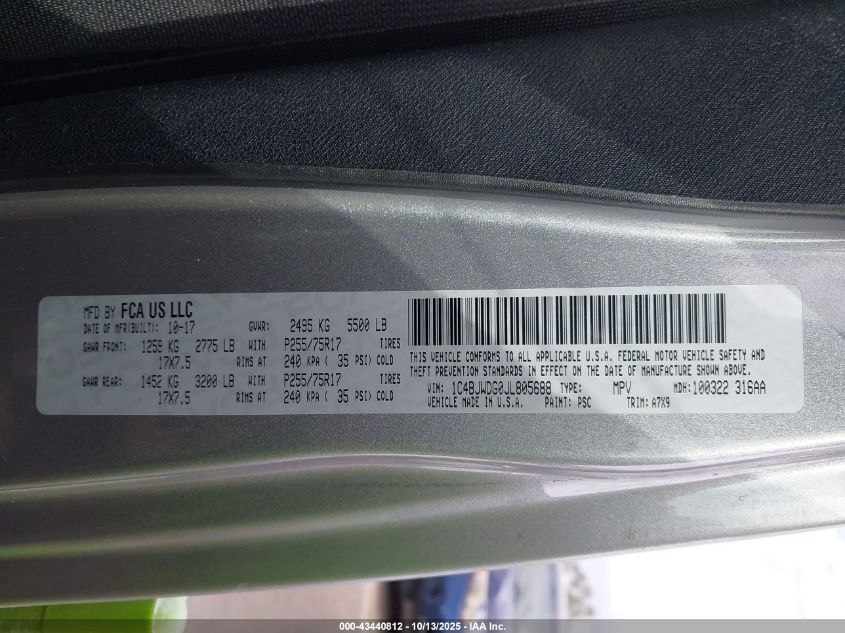 MFD BY FCA US LLC
DATE OF MFR(BUILT): 10-17 GVWR: 2495 KG 5500 LB
GAWR FRONT: 1259 KG 2775 LB WITH P255/75R17 TIRES
17X7.5 RIMS AT 240 KPA ( 35 PSI) COLD
GAWR REAR: 1452 KG 3200 LB WITH P255/75R17 TIRES
17X7.5 RIMS AT 240 KPA ( 35 PSI) COLD
THIS VEHICLE CONFORMS TO ALL APPLICABLE U.S.A. FEDERAL MOTOR VEHICLE SAFETY AND
THEFT PREVENTION STANDARDS IN EFFECT ON THE DATE OF MANUFACTURE SHOWN ABOVE.
VIN: 1C4BJWDG0JL805688 TYPE: MPV MDH: 100322 316AA
VEHICLE MADE IN U.S.A. PAINT: PSC TRIM: A7X9
000-43440812 - 10/13/2025 - IAA, Inc.